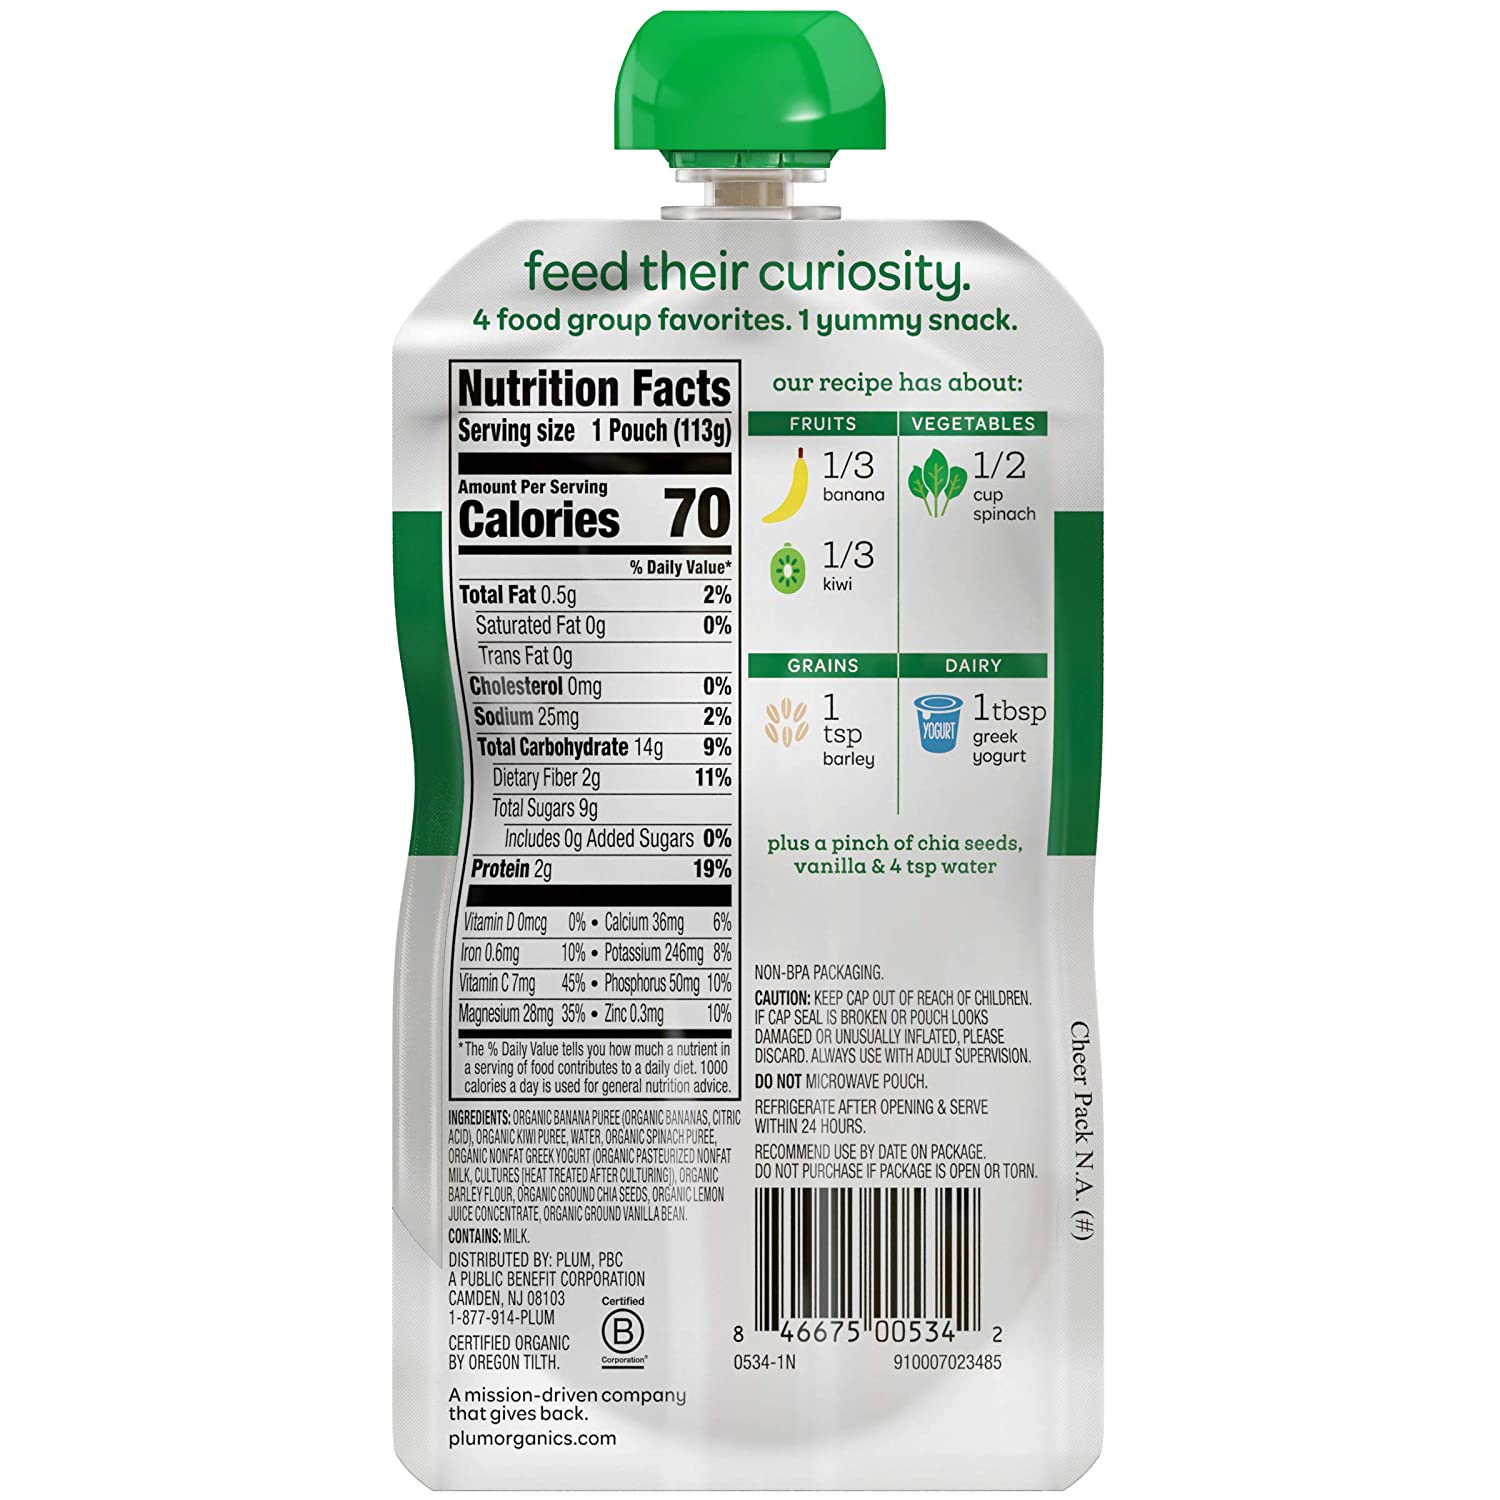 feed their curiosity.
4 food group favorites. 1 yummy snack.
Nutrition Facts
Serving size 1 Pouch (113g)
Amount Per Serving
Calories 70
% Daily Value*
Total Fat 0.5g 2%
Saturated Fat 0g 0%
Trans Fat 0g
Cholesterol 0mg 0%
Sodium 25mg 2%
Total Carbohydrate 14g 9%
Dietary Fiber 2g 11%
Total Sugars 9g
Includes 0g Added Sugars 0%
Protein 2g 19%
Vitamin D 0mcg 0% • Calcium 36mg 6%
Iron 0.6mg 10% • Potassium 246mg 8%
Vitamin C 7mg 45% • Phosphorus 50mg 10%
Magnesium 28mg 35% • Zinc 0.3mg 10%
*The % Daily Value tells you how much a nutrient in
a serving of food contributes to a daily diet. 1000
calories a day is used for general nutrition advice.
INGREDIENTS: ORGANIC BANANA PUREE (ORGANIC BANANAS, CITRIC
ACID), ORGANIC KIWI PUREE, WATER, ORGANIC SPINACH PUREE,
ORGANIC NONFAT GREEK YOGURT (ORGANIC PASTEURIZED NONFAT
MILK, CULTURES [HEAT TREATED AFTER CULTURING]), ORGANIC
BARLEY FLOUR, ORGANIC GROUND CHIA SEEDS, ORGANIC LEMON
JUICE CONCENTRATE, ORGANIC GROUND VANILLA BEAN.
CONTAINS: MILK.
DISTRIBUTED BY: PLUM, PBC
A PUBLIC BENEFIT CORPORATION
CAMDEN, NJ 08103
1-877-914-PLUM
CERTIFIED ORGANIC
BY OREGON TILTH.
Certified
B
Corporation®
A mission-driven company
that gives back.
plumorganics.com
our recipe has about:
FRUITS
1/3
banana
1/3
kiwi
VEGETABLES
1/2
cup
spinach
GRAINS
1
tsp
barley
DAIRY
YOGURT
1tbsp
greek
yogurt
plus a pinch of chia seeds,
vanilla & 4 tsp water
NON-BPA PACKAGING.
CAUTION: KEEP CAP OUT OF REACH OF CHILDREN.
IF CAP SEAL IS BROKEN OR POUCH LOOKS
DAMAGED OR UNUSUALLY INFLATED, PLEASE
DISCARD. ALWAYS USE WITH ADULT SUPERVISION.
DO NOT MICROWAVE POUCH.
REFRIGERATE AFTER OPENING & SERVE
WITHIN 24 HOURS.
RECOMMEND USE BY DATE ON PACKAGE.
DO NOT PURCHASE IF PACKAGE IS OPEN OR TORN.
8 46675 00534 2
0534-1N 910007023485
Cheer Pack N.A. (#)